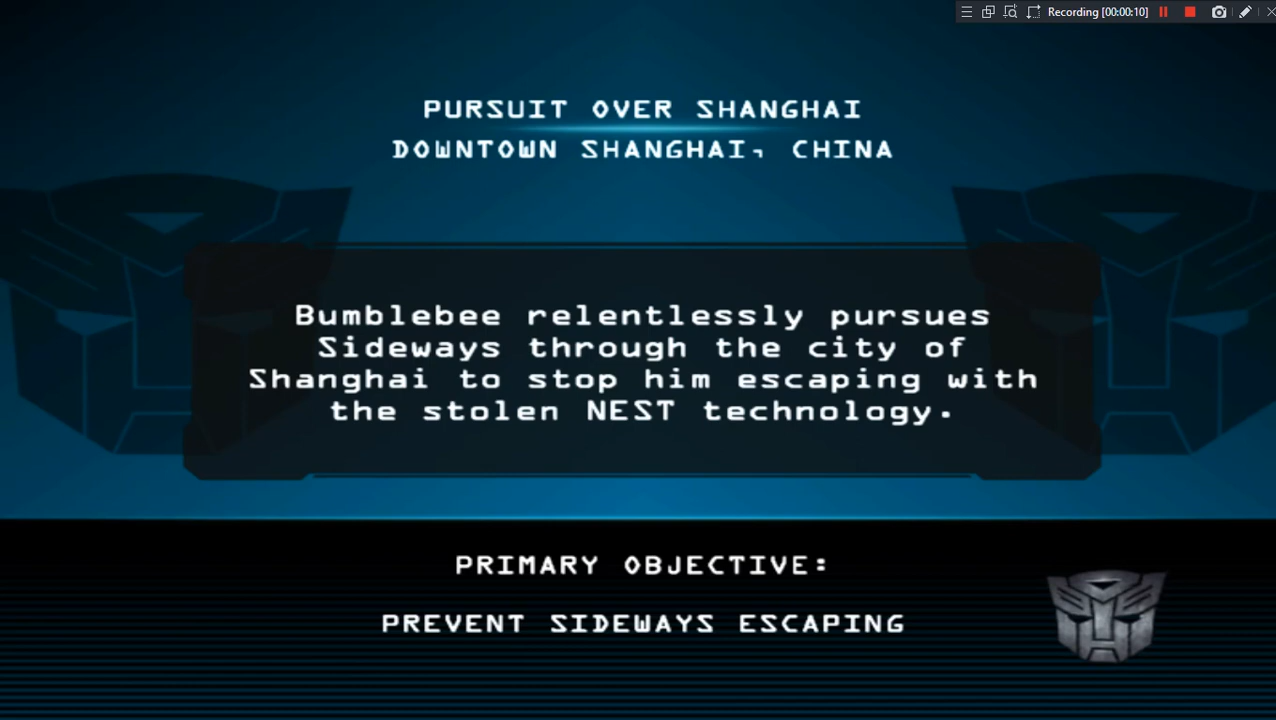 Recording [00:00:10]
PURSUIT OVER SHANGHAI
DOWNTOWN SHANGHAI, CHINA
Bumblebee relentlessly pursues
Sideways through the city of
Shanghai to stop him escaping with
the stolen NEST technology.
PRIMARY OBJECTIVE:
PREVENT SIDEWAYS ESCAPING